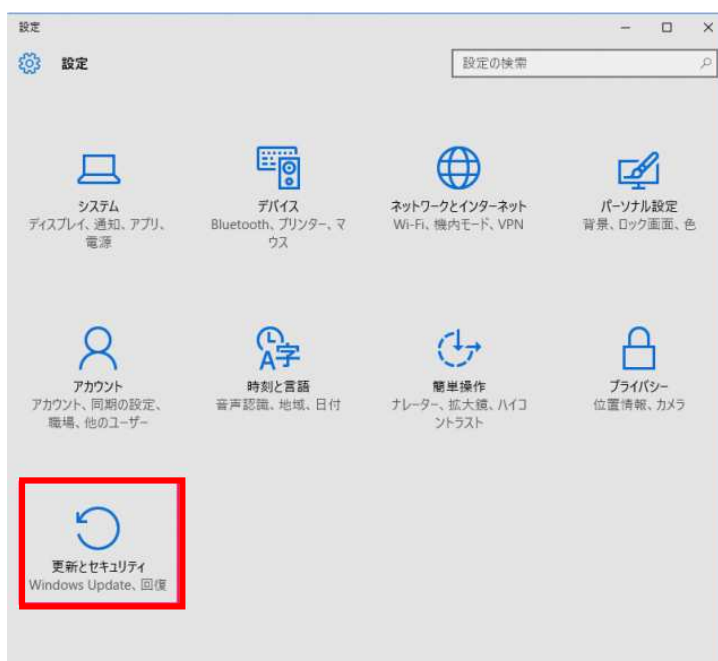 設定
設定
設定の検索
システム
ディスプレイ、通知、アプリ、
電源
デバイス
Bluetooth、プリンター、マ
ウス
ネットワークとインターネット
Wi-Fi、機内モード、VPN
パーソナル設定
背景、ロック画面、色
アカウント
アカウント、同期の設定、
職場、他のユーザー
時刻と言語
音声認識、地域、日付
簡単操作
ナレーター、拡大鏡、ハイコ
ントラスト
プライバシー
位置情報、カメラ
更新とセキュリティ
Windows Update、回復